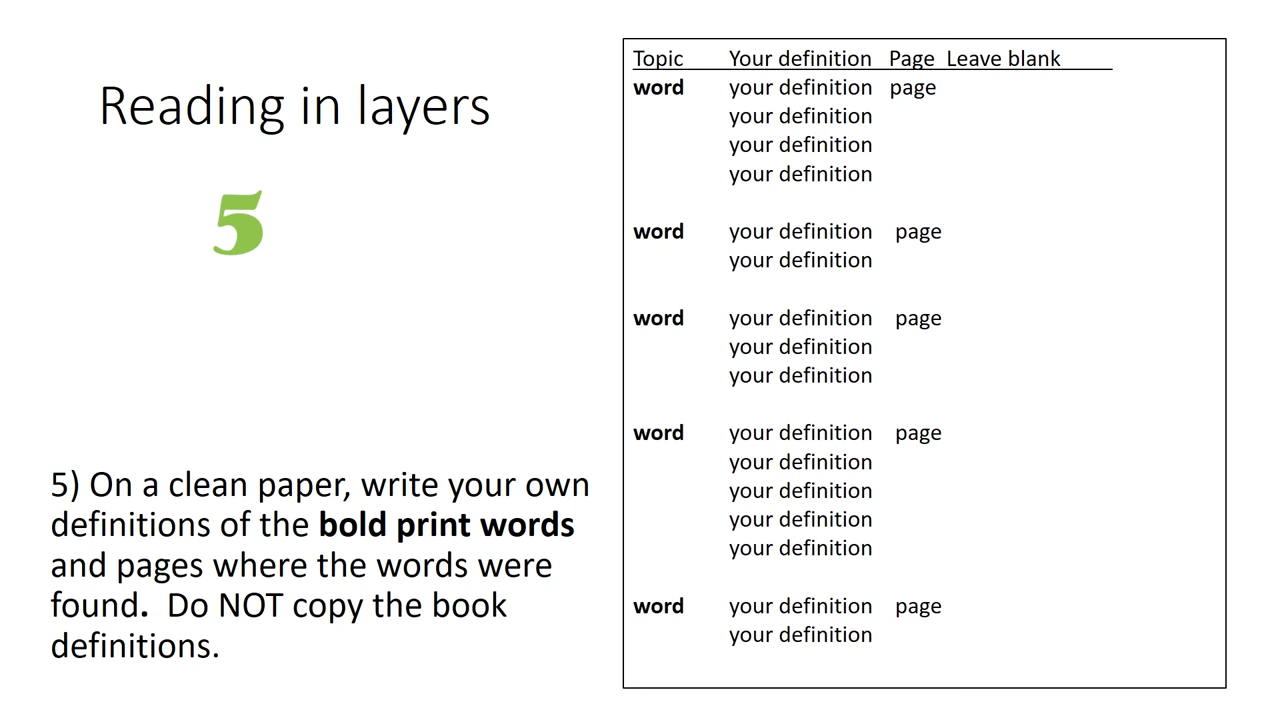 Reading in layers
5
5) On a clean paper, write your own
definitions of the bold print words
and pages where the words were
found. Do NOT copy the book
definitions.
Topic Your definition Page Leave blank
word your definition page
your definition
your definition
your definition
word your definition page
your definition
word your definition page
your definition
your definition
word your definition page
your definition
your definition
your definition
your definition
word your definition page
your definition